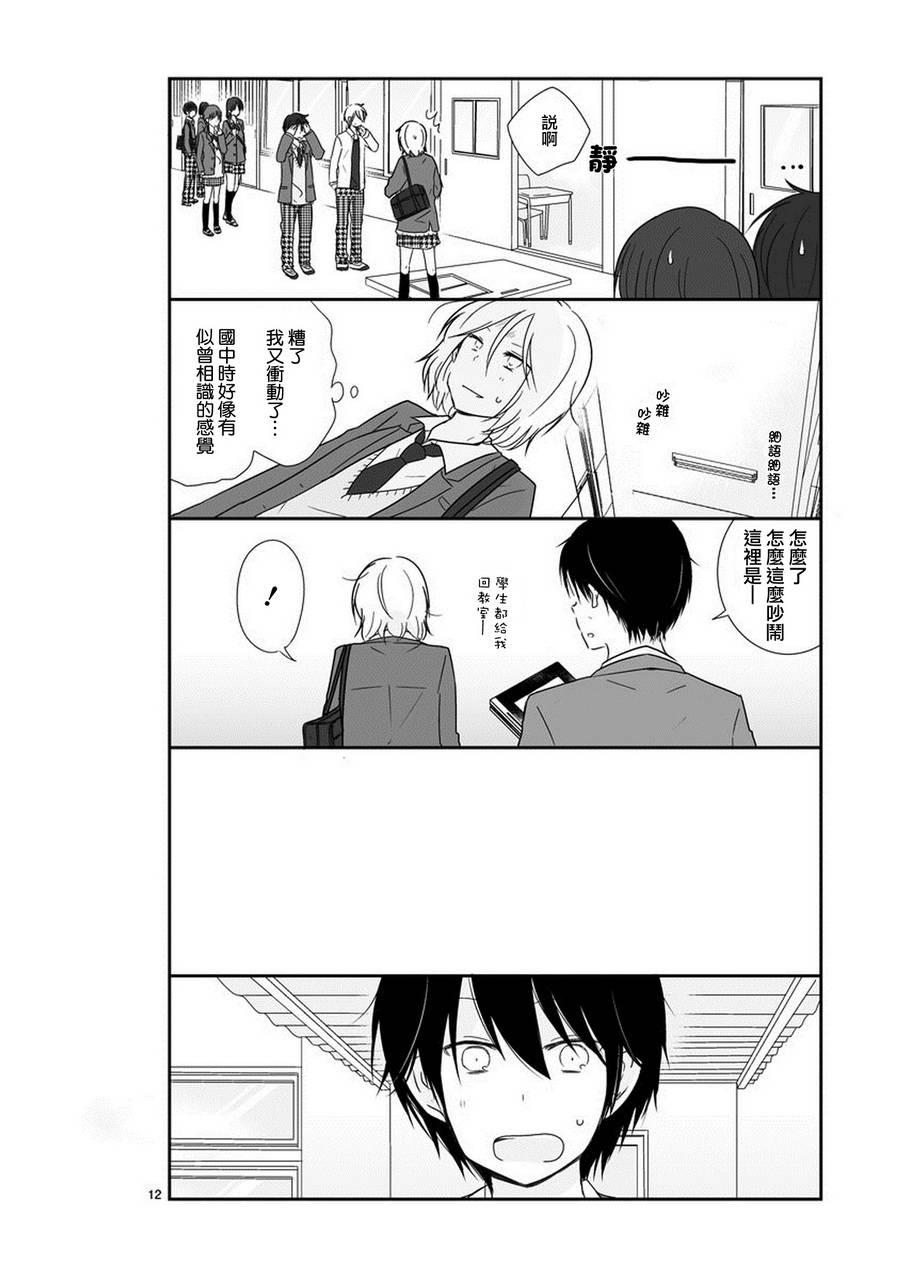 …
靜——
説啊
細語細語…
吵雜
吵雜
糟了
我又衝動了…
國中時好像有
似曾相識的感覺
怎麼了
怎麼這麼吵鬧
這裡是—
學生都給我
回教室—
！
12